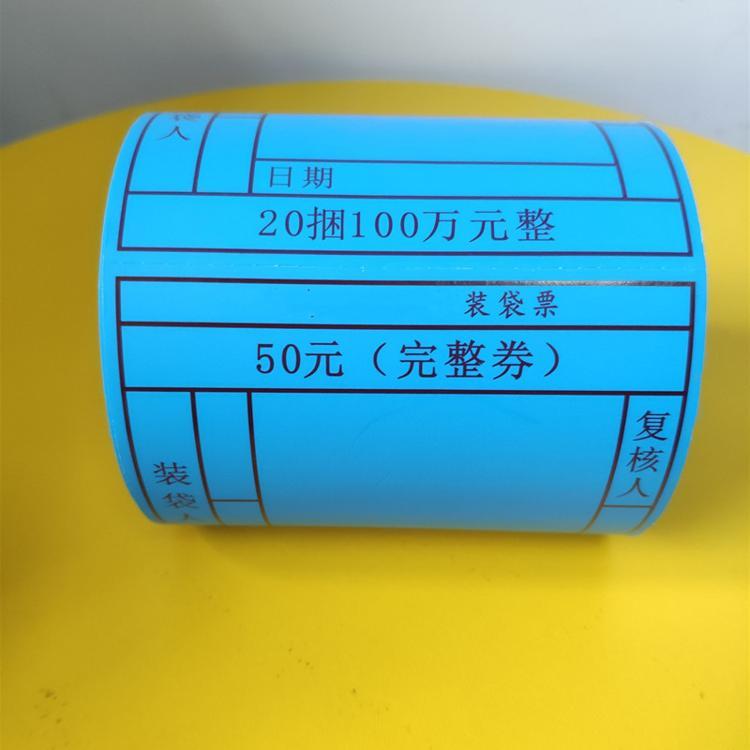 人
日期
20捆100万元整
装袋票
50元（完整券）
复核人
装袋人